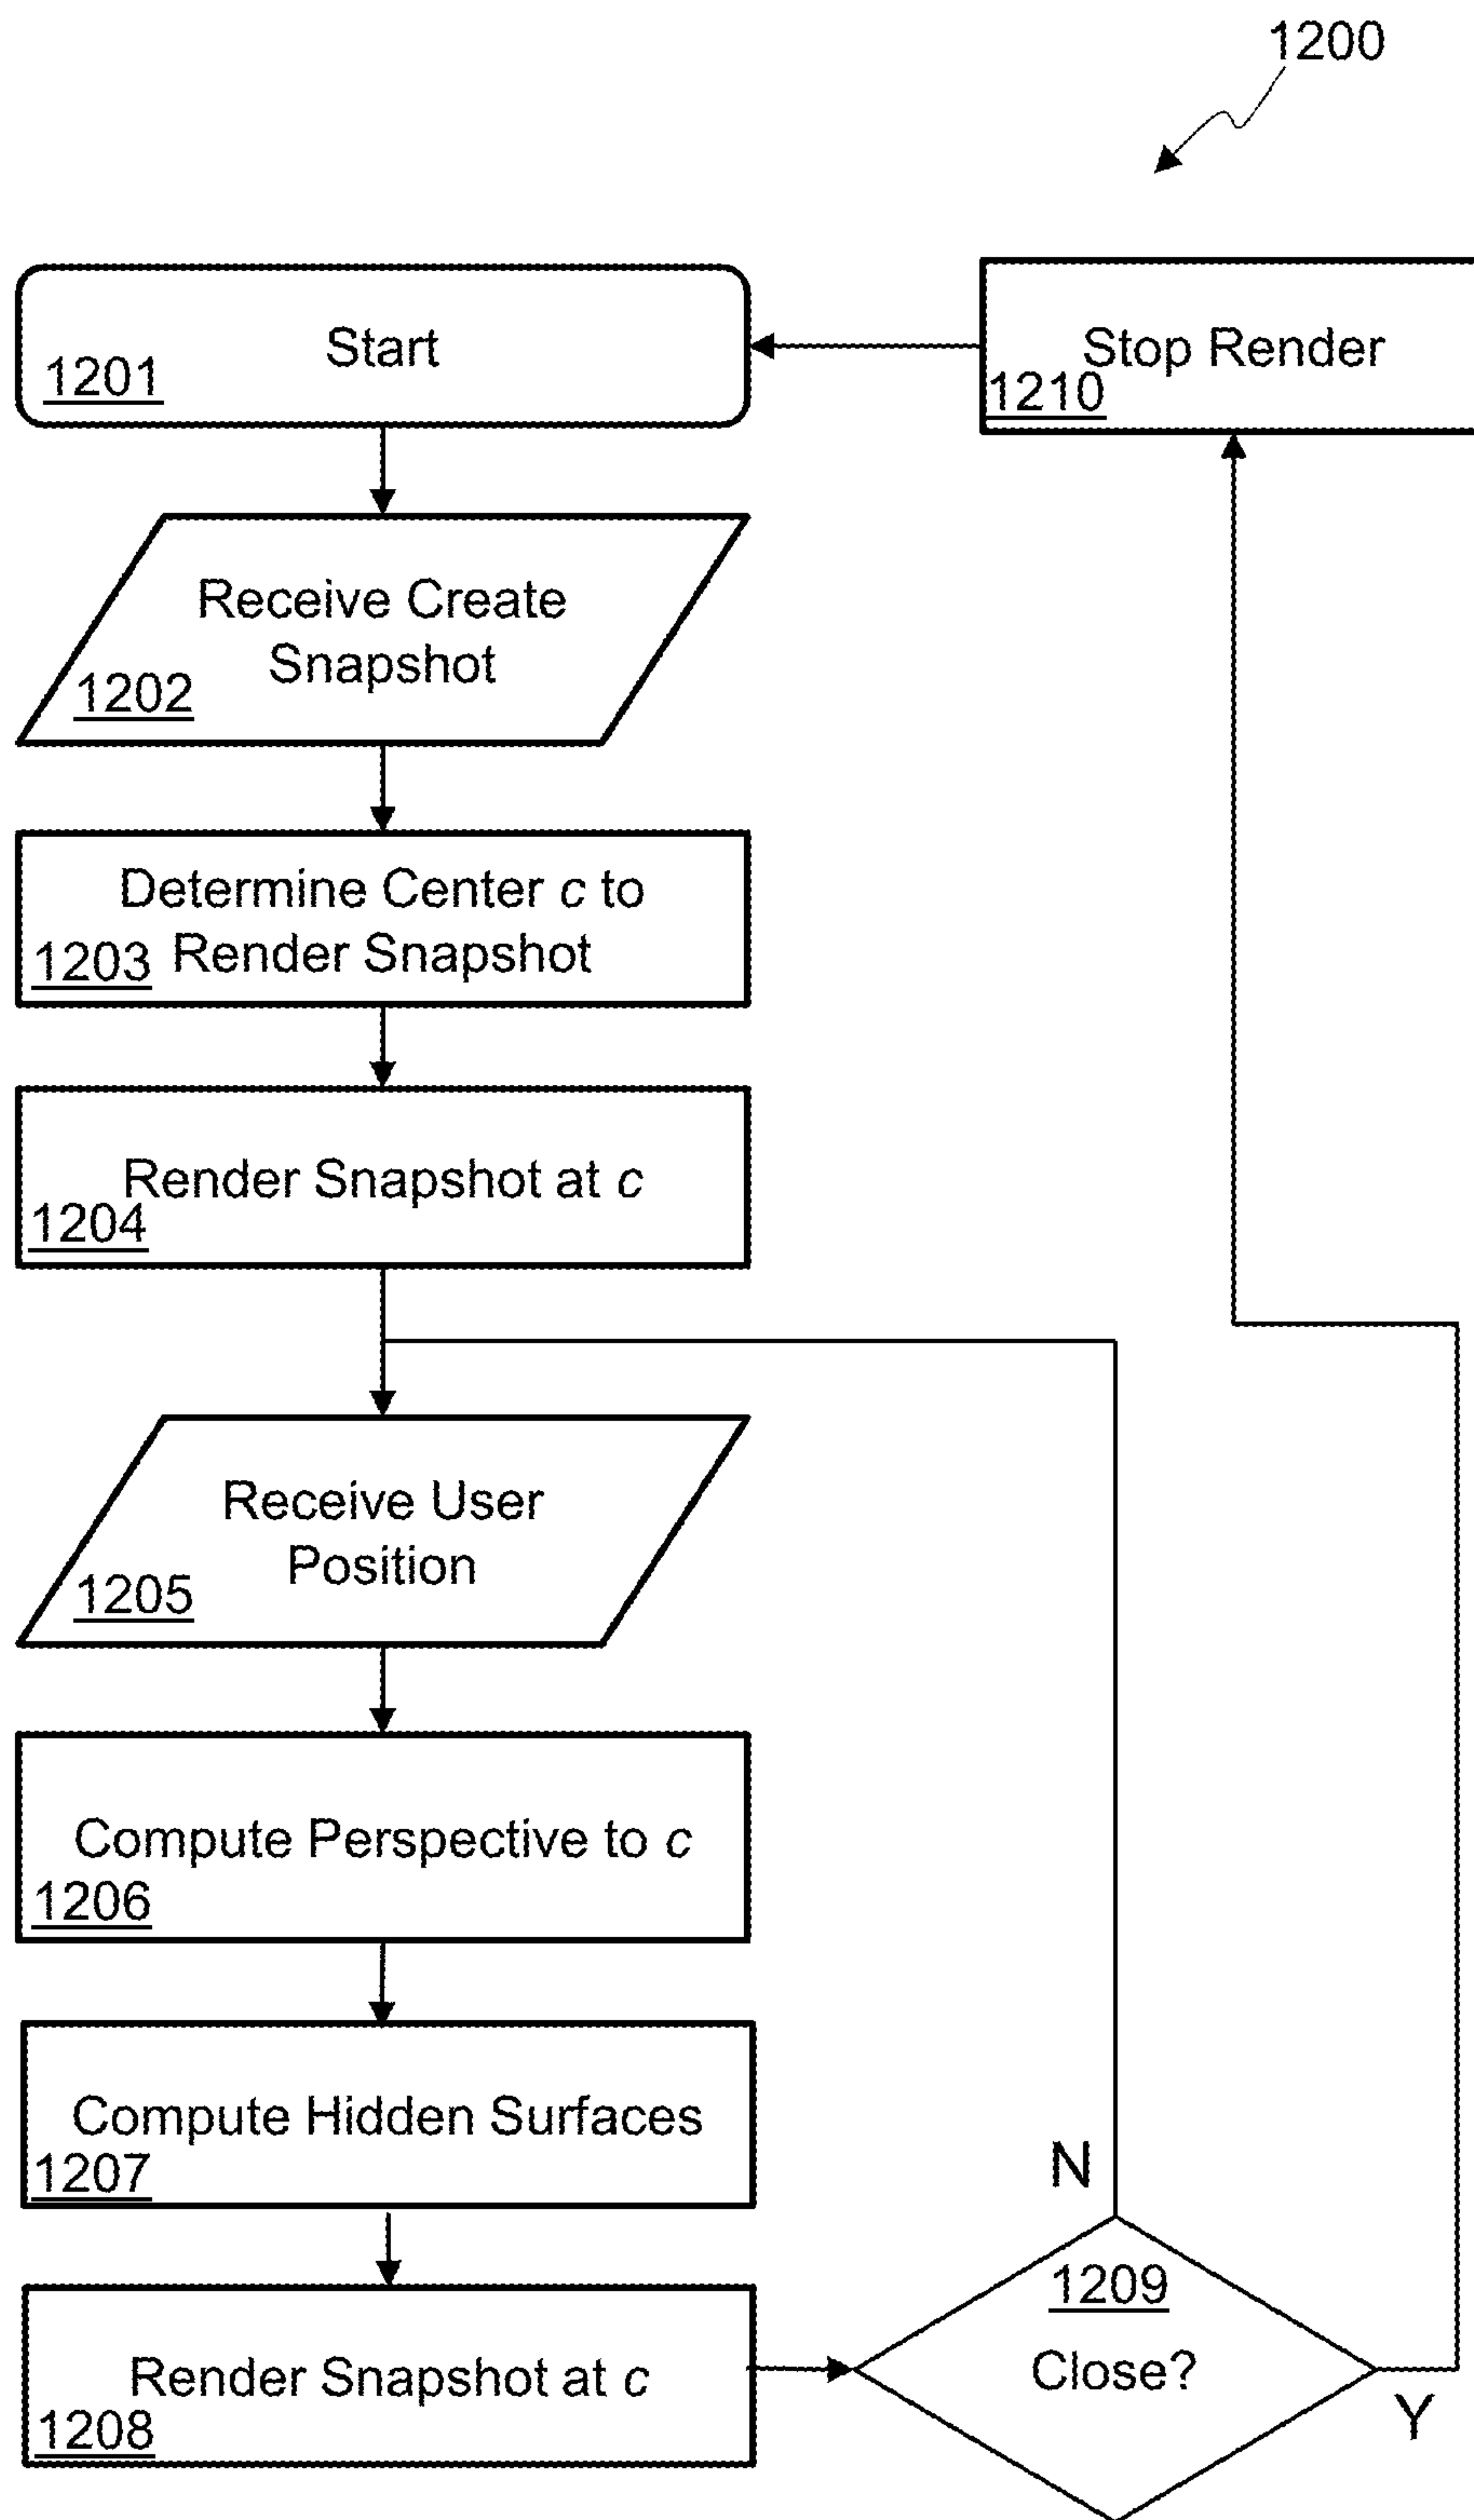 1200
Start
1201
Stop Render
1210
Receive Create
Snapshot
1202
Determine Center c to
Render Snapshot
1203
Render Snapshot at c
1204
Receive User
Position
1205
Compute Perspective to c
1206
Compute Hidden Surfaces
1207
Render Snapshot at c
1208
N
1209
Close?
Y